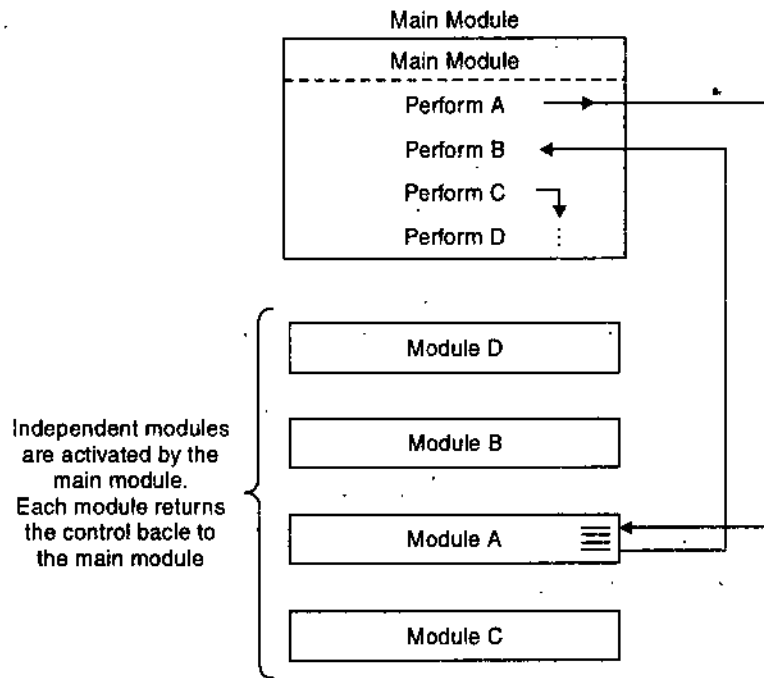 Main Module
Main Module
Perform A
Perform B
Perform C
Perform D
Module D
Module B
Module A
Module C
Independent modules
are activated by the
main module.
Each module returns
the control bacle to
the main module